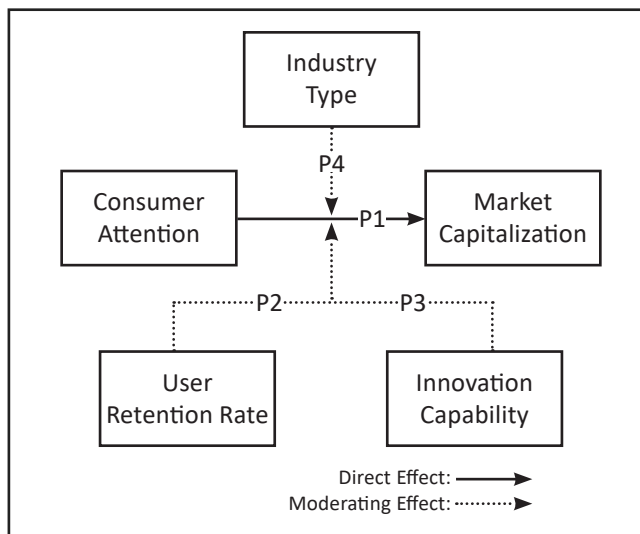 Industry
Type
P4
Consumer
Attention
P1
Market
Capitalization
P2
P3
User
Retention Rate
Innovation
Capability
Direct Effect:
Moderating Effect: